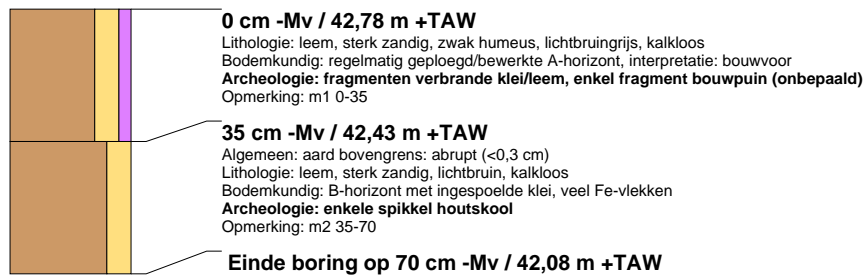 0 cm -Mv / 42,78 m +TAW
Lithologie: leem, sterk zandig, zwak humeus, lichtbruingrijs, kalkloos
Bodemkundig: regelmatig geploegd/bewerkte A-horizont, interpretatie: bouwvoor
Archeologie: fragmenten verbrande klei/leem, enkel fragment bouwpuin (onbepaald)
Opmerking: m1 0-35
35 cm -Mv / 42,43 m +TAW
Algemeen: aard bovengrens: abrupt (<0,3 cm)
Lithologie: leem, sterk zandig, lichtbruin, kalkloos
Bodemkundig: B-horizont met ingespoelde klei, veel Fe-vlekken
Archeologie: enkele spikkel houtskool
Opmerking: m2 35-70
Einde boring op 70 cm -Mv / 42,08 m +TAW